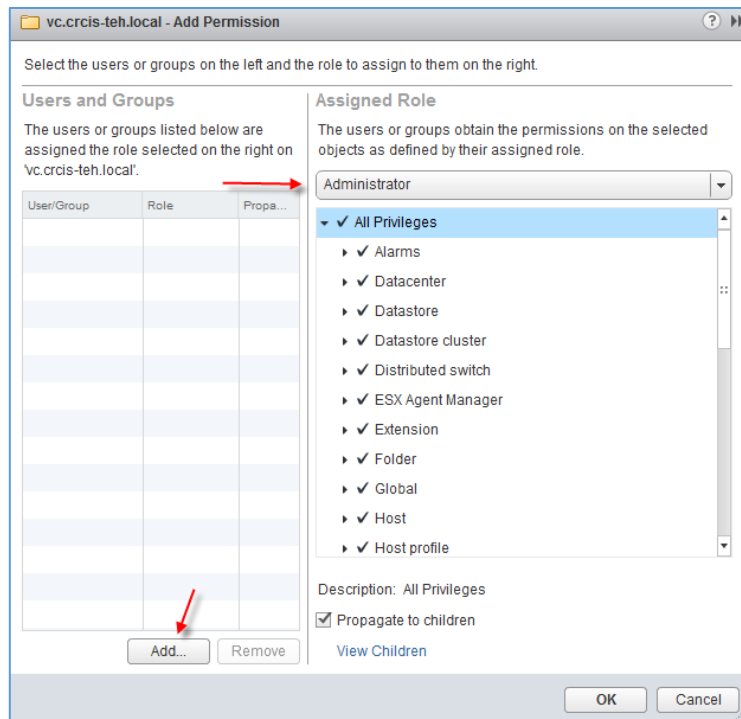 vc.crcis-teh.local - Add Permission
?
Select the users or groups on the left and the role to assign to them on the right.
Users and Groups
The users or groups listed below are
assigned the role selected on the right on
'vc.crcis-teh.local'.
User/Group Role Propa...
Add... Remove
Assigned Role
The users or groups obtain the permissions on the selected
objects as defined by their assigned role.
Administrator
All Privileges
Alarms
Datacenter
Datastore
Datastore cluster
Distributed switch
ESX Agent Manager
Extension
Folder
Global
Host
Host profile
Description: All Privileges
Propagate to children
View Children
OK Cancel